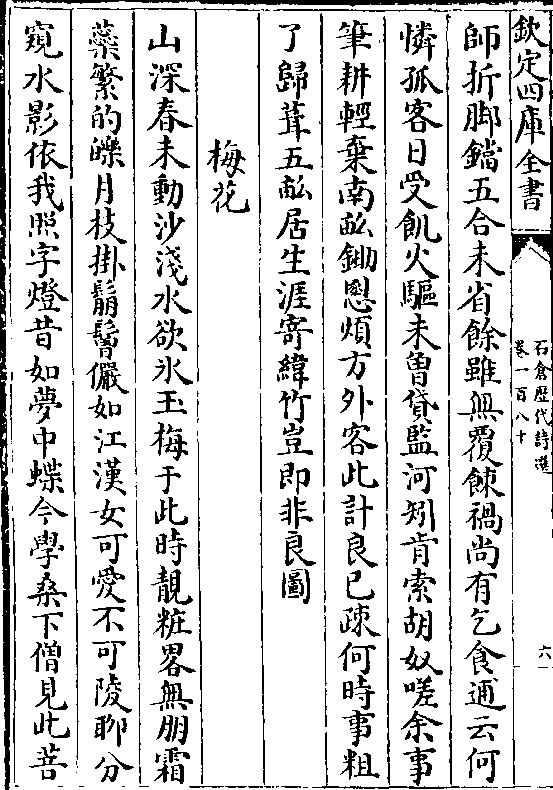 欽定四庫全書
石倉歷代詩選
卷一百八十
六
師折脚鐺五合未省餘雖無覆餗禍尚有乞食逋云何
憐孤客日受飢火驅未曽貸監河矧肯索胡奴嗟余事
筆耕輕棄南畝鋤慰煩方外客此計良已疎何時事粗
了歸葺五畝居生涯寄緯竹豈即非良圖
梅花
山深春未動沙淺水欲氷玉梅于此時靚粧畧無朋霜
蘂繁的皪月枝掛鬅鬙儼如江漢女可愛不可陵聊分
窺水影依我照字燈昔如夢中蝶今學桑下僧見此菩